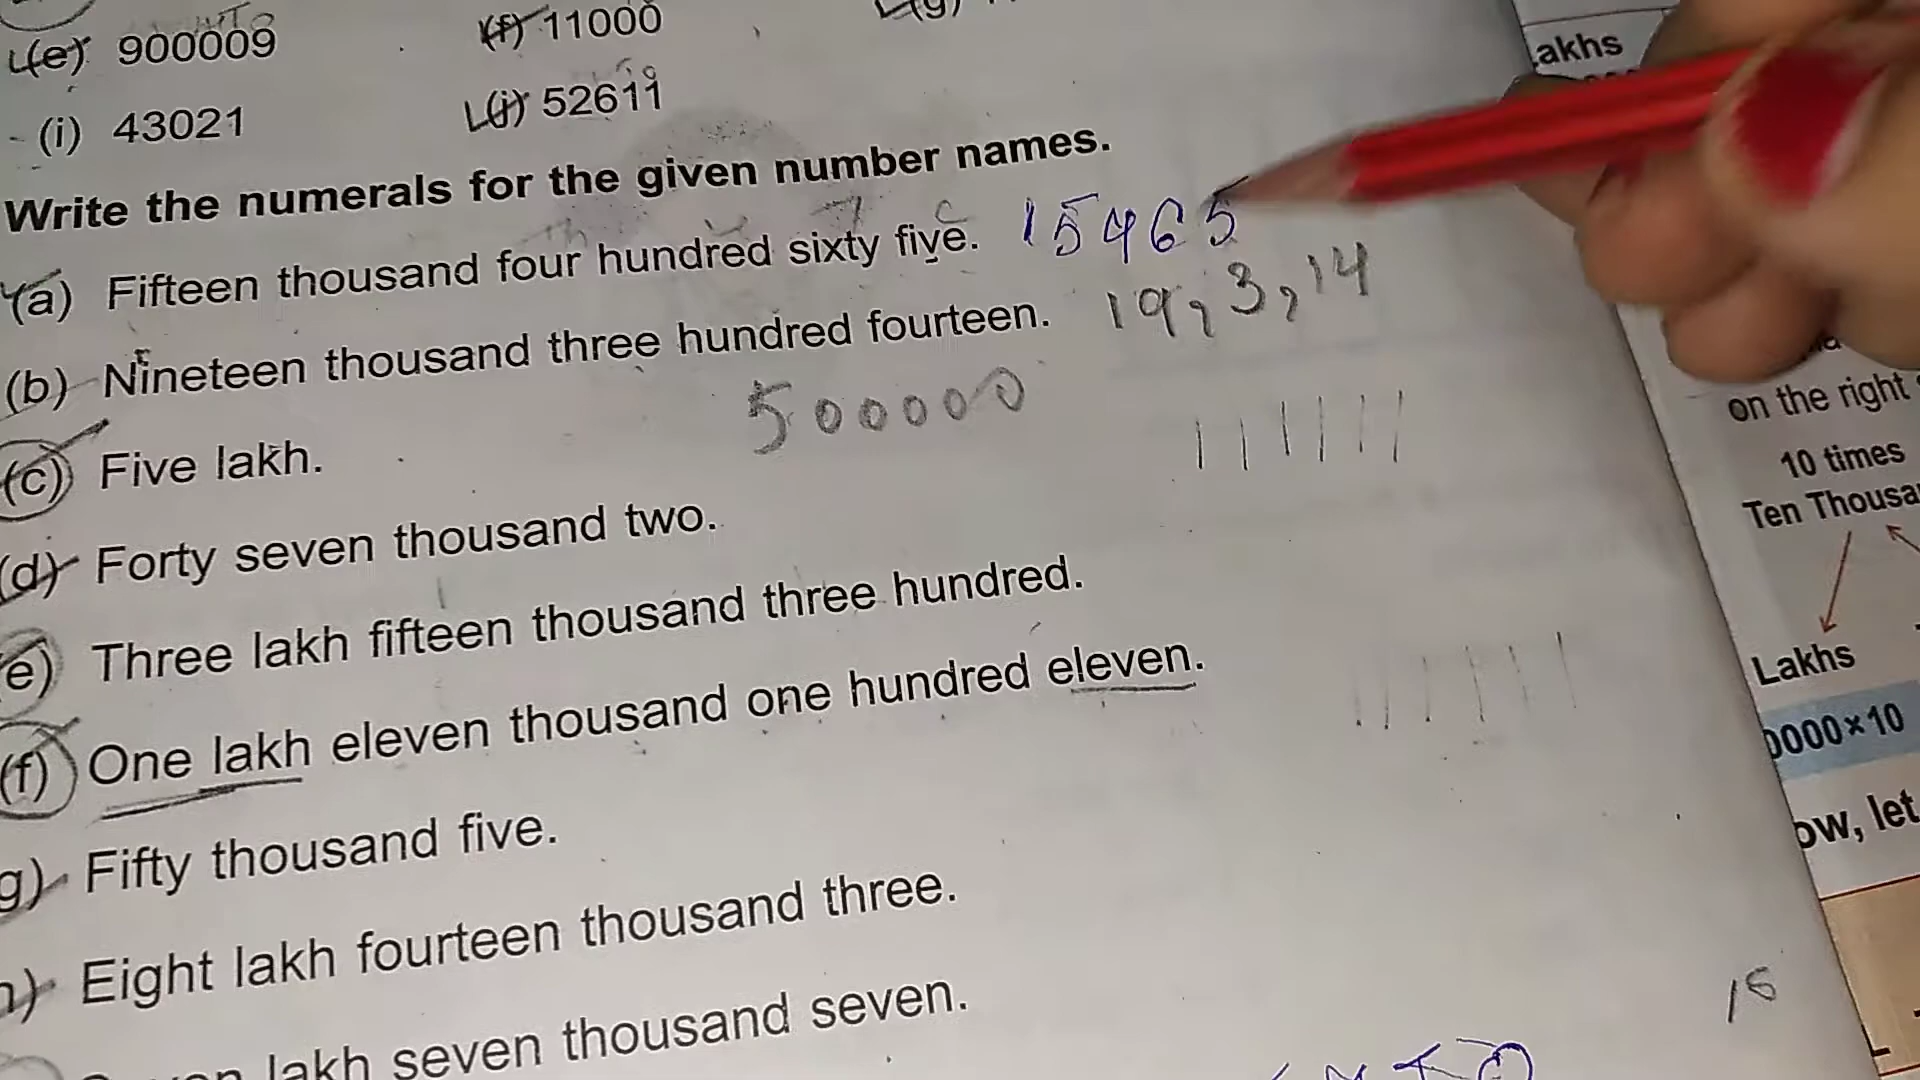 (e) 900009 (f) 11000 (g)
(i) 43021 (j) 52611
Write the numerals for the given number names.
(a) Fifteen thousand four hundred sixty five. 15465
(b) Nineteen thousand three hundred fourteen. 19,3,14
500000
(c) Five lakh.
(d) Forty seven thousand two.
e) Three lakh fifteen thousand three hundred.
(f) One lakh eleven thousand one hundred eleven.
g) Fifty thousand five.
) Eight lakh fourteen thousand three.
lakh seven thousand seven.
akhs
on the right
10 times
Ten Thousa
Lakhs
0000×10
ow, let